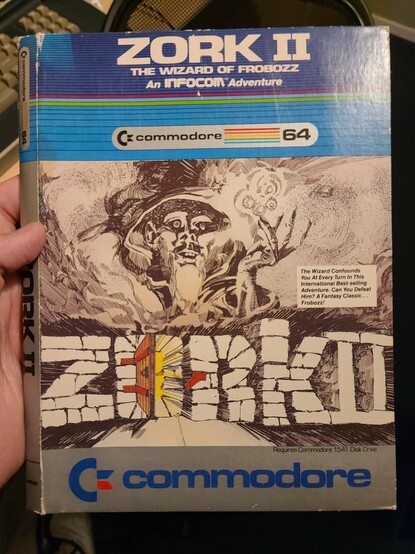 ZORK II
THE WIZARD OF FROBOZZ
An INFOCOM Adventure
commodore 64
The Wizard Confounds
You At Every Turn In This
International Best-selling
Adventure. Can You Defeat
Him? A Fantasy Classic...
Frobozz!
ZORK II
Requires Commodore 1541 Disk Drive
commodore
64
ZORK II